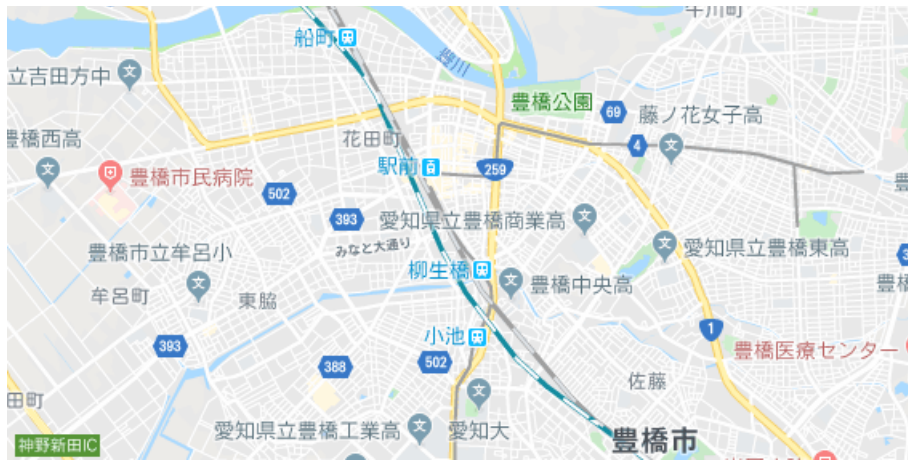 牛川町
船町
豊川
立吉田方中
豊橋公園
69
藤ノ花女子高
豊橋西高
花田町
4
駅前
259
豊橋市民病院
502
393
愛知県立豊橋商業高
みなと大通り
豊橋市立牟呂小
愛知県立豊橋東高
柳生橋
豊橋中央高
牟呂町
東脇
小池
1
393
502
豊橋医療センター
388
佐藤
田町
愛知県立豊橋工業高
愛知大
豊橋市
神野新田IC